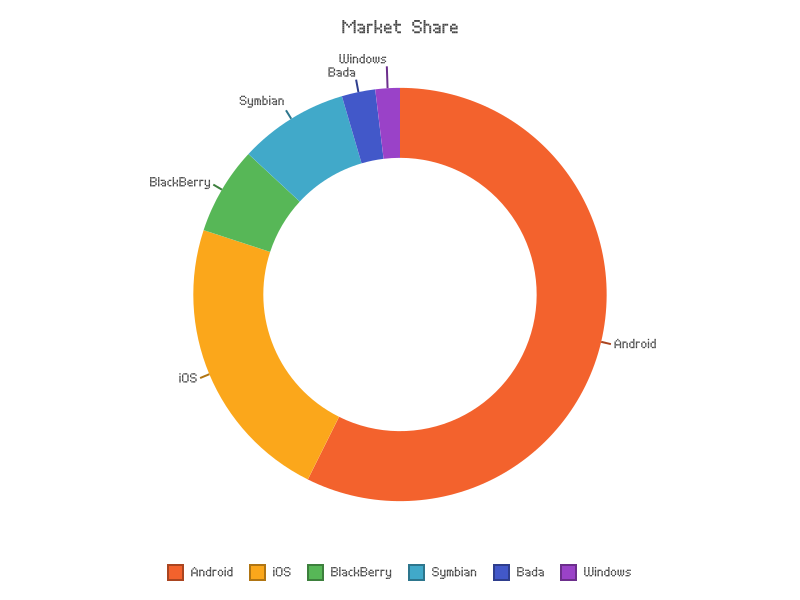 Market Share
Windows
Bada
Symbian
BlackBerry
Android
iOS
Android iOS BlackBerry Symbian Bada Windows